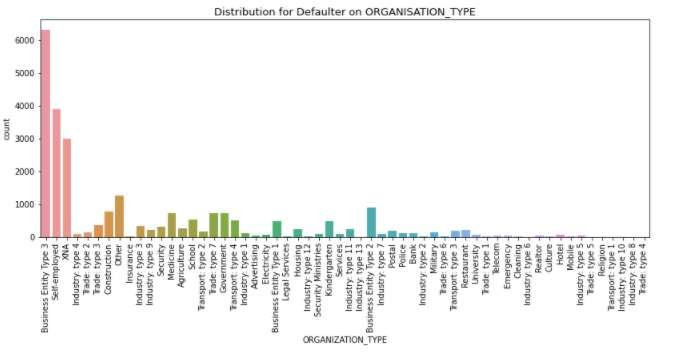 Distribution for Defaulter on ORGANISATION_TYPE
6000
5000
4000
3000
2000
1000
0
count
Business Entity Type 3
Self-employed
XNA
Industry: type 4
Trade: type 2
Trade: type 3
Construction
Other
Insurance
Industry: type 3
Industry: type 9
Security
Medicine
Agriculture
School
Transport: type 2
Trade: type 7
Government
Transport: type 4
Industry: type 1
Advertising
Electricity
Business Entity Type 1
Legal Services
Housing
Industry: type 12
Security Ministries
Kindergarten
Services
Industry: type 11
Industry: type 13
Business Entity Type 2
Industry: type 7
Postal
Police
Bank
Industry: type 2
Military
Trade: type 6
Transport: type 3
Restaurant
University
Trade: type 1
Telecom
Emergency
Cleaning
Industry: type 6
Realtor
Culture
Hotel
Mobile
Industry: type 5
Trade: type 5
Religion
Transport: type 1
Industry: type 10
Industry: type 8
Trade: type 4
ORGANIZATION_TYPE